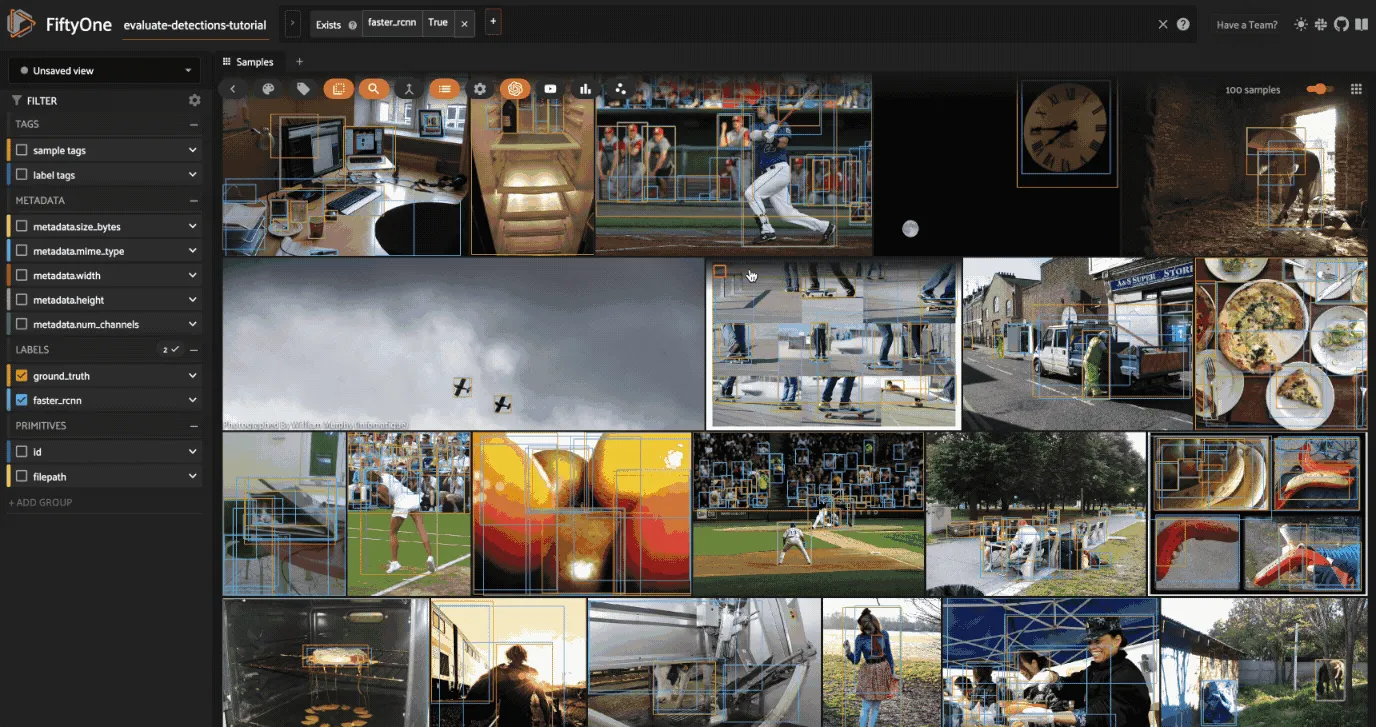 FiftyOne
evaluate-detections-tutorial
Exists
faster_rcnn
True
Have a Team?
Unsaved view
Samples
FILTER
100 samples
TAGS
sample tags
label tags
METADATA
metadata.size_bytes
metadata.mime_type
metadata.width
metadata.height
metadata.num_channels
LABELS
2
ground_truth
faster_rcnn
PRIMITIVES
id
filepath
+ ADD GROUP
A&S SUPER STORE
Photographed By William Murphy (Infomatique)